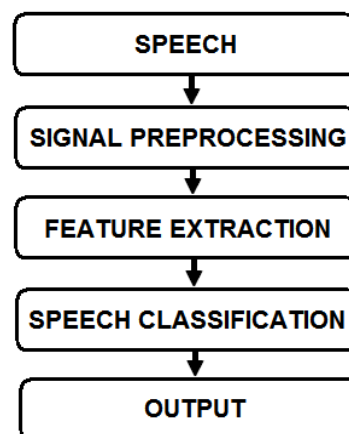 SPEECH
SIGNAL PREPROCESSING
FEATURE EXTRACTION
SPEECH CLASSIFICATION
OUTPUT